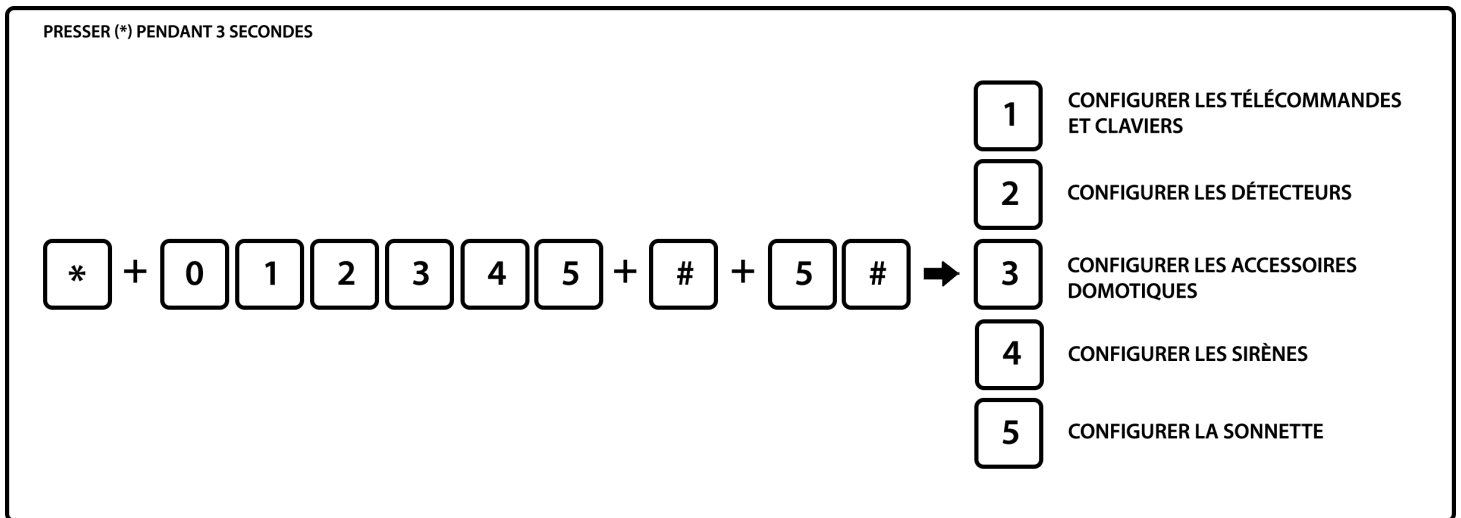 PRESSER (*) PENDANT 3 SECONDES
1 CONFIGURER LES TÉLÉCOMMANDES
ET CLAVIERS
2 CONFIGURER LES DÉTECTEURS
* + 0 1 2 3 4 5 + # + 5 #
3 CONFIGURER LES ACCESSOIRES
DOMOTIQUES
4 CONFIGURER LES SIRÈNES
5 CONFIGURER LA SONNETTE